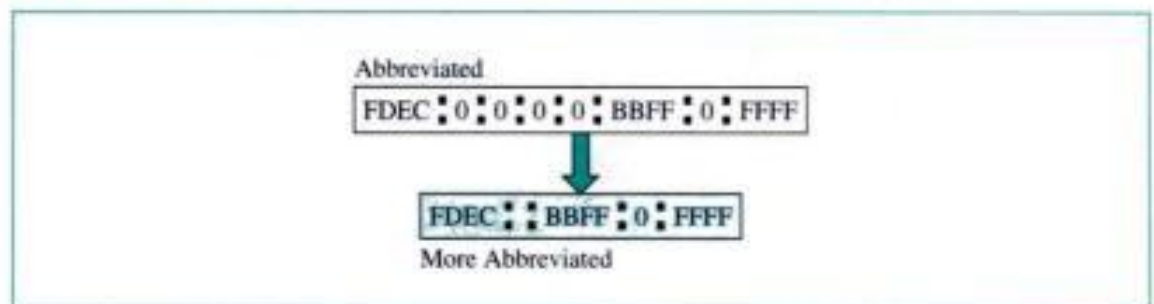 Abbreviated
FDEC : 0 : 0 : 0 : 0 : BBFF : 0 : FFFF
FDEC : : BBFF : 0 : FFFF
More Abbreviated